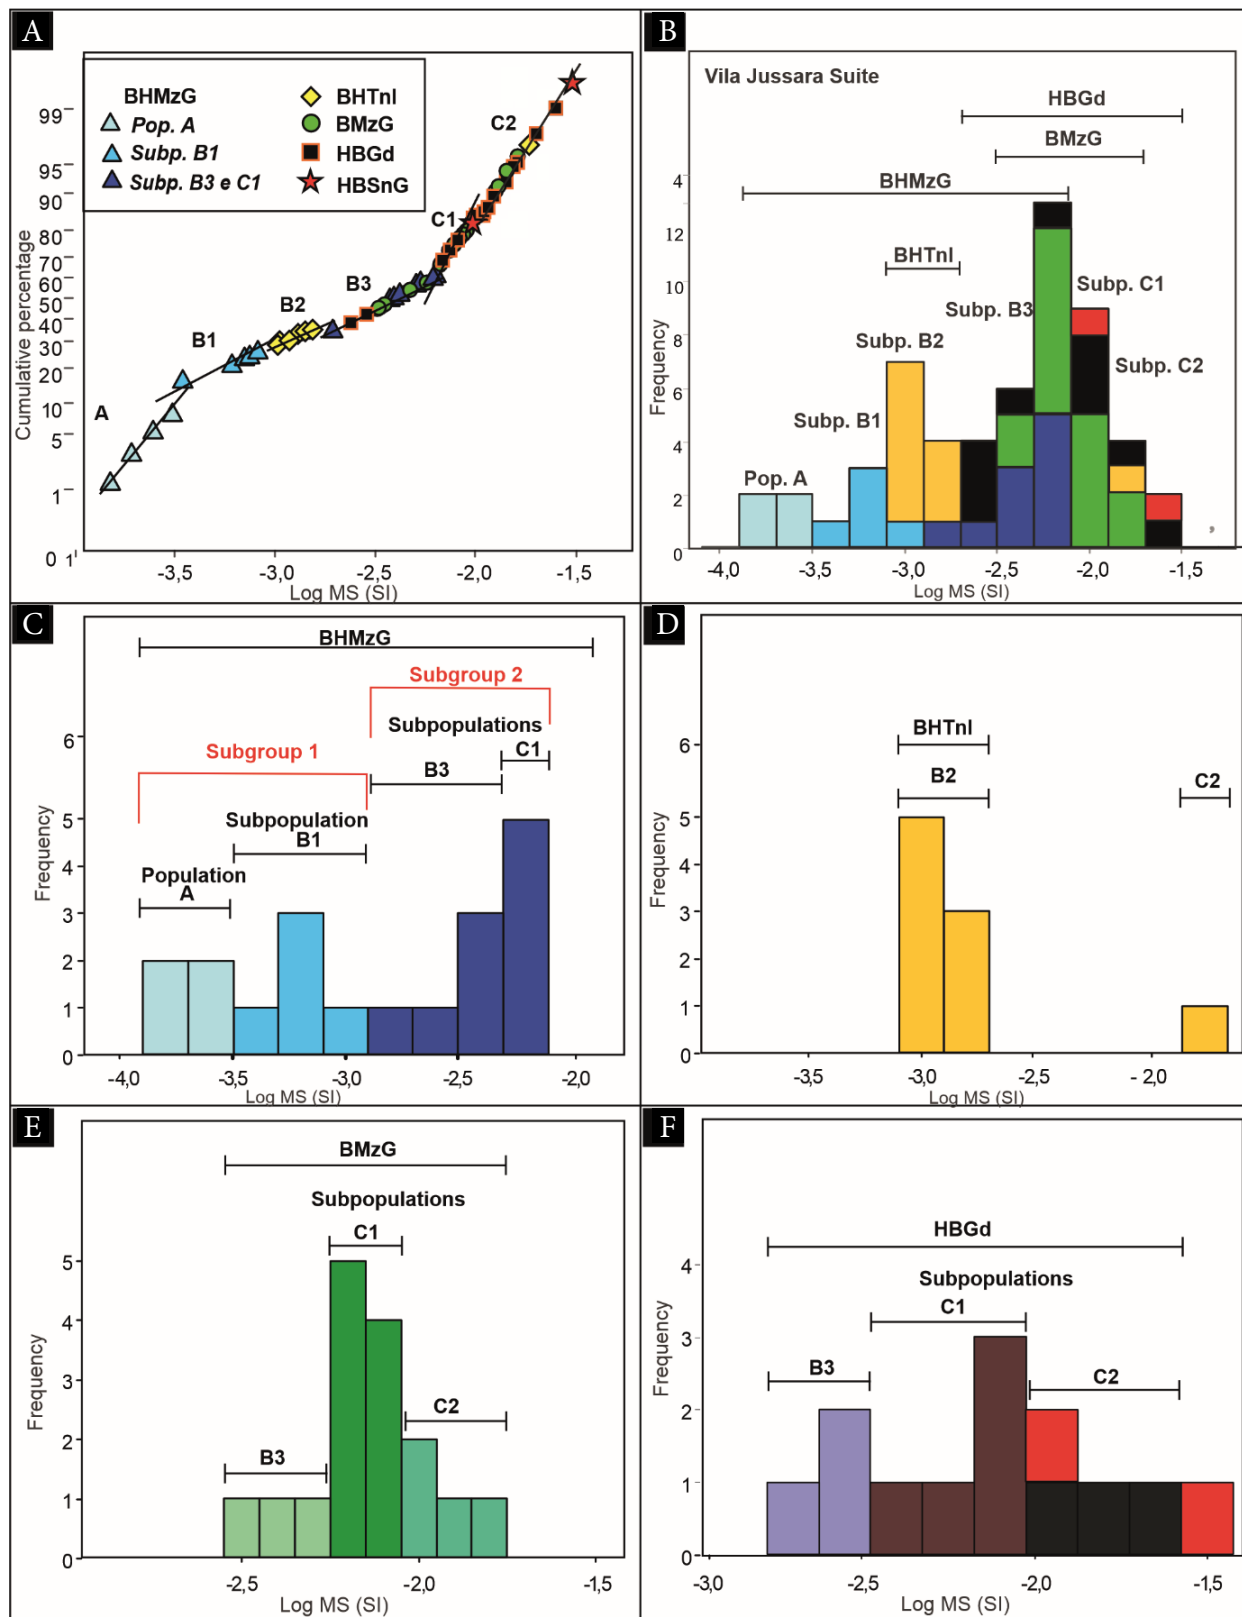 A
BHMzG
Pop. A
Subp. B1
Subp. B3 e C1
BHTnl
BMzG
HBGd
HBSnG
Cumulative percentage
99
95
90
80
70
60
50
40
30
20
10
5
1
0 1
A
B1
B2
B3
C1
C2
-3,5
-3,0
-2,5
-2,0
-1,5
Log MS (SI)
B
Vila Jussara Suite
HBGd
BMzG
BHMzG
BHTnl
Subp. B3
Subp. C1
Subp. B2
Subp. C2
Subp. B1
Pop. A
Frequency
4
12
10
8
6
4
2
0
-4,0
-3,5
-3,0
-2,5
-2,0
-1,5
Log MS (SI)
C
BHMzG
Subgroup 2
Subpopulations
C1
Subgroup 1
B3
Subpopulation
B1
Population
A
Frequency
6
5
4
3
2
1
0
-4,0
-3,5
-3,0
-2,5
-2,0
Log MS (SI)
D
BHTnl
B2
C2
Frequency
6
5
4
3
2
1
0
-3,5
-3,0
-2,5
- 2,0
Log MS (SI)
E
BMzG
Subpopulations
C1
C2
B3
Frequency
5
4
3
2
1
0
-2,5
-2,0
-1,5
Log MS (SI)
F
HBGd
Subpopulations
C1
B3
C2
Frequency
4
3
2
1
0
-3,0
-2,5
-2,0
-1,5
Log MS (SI)